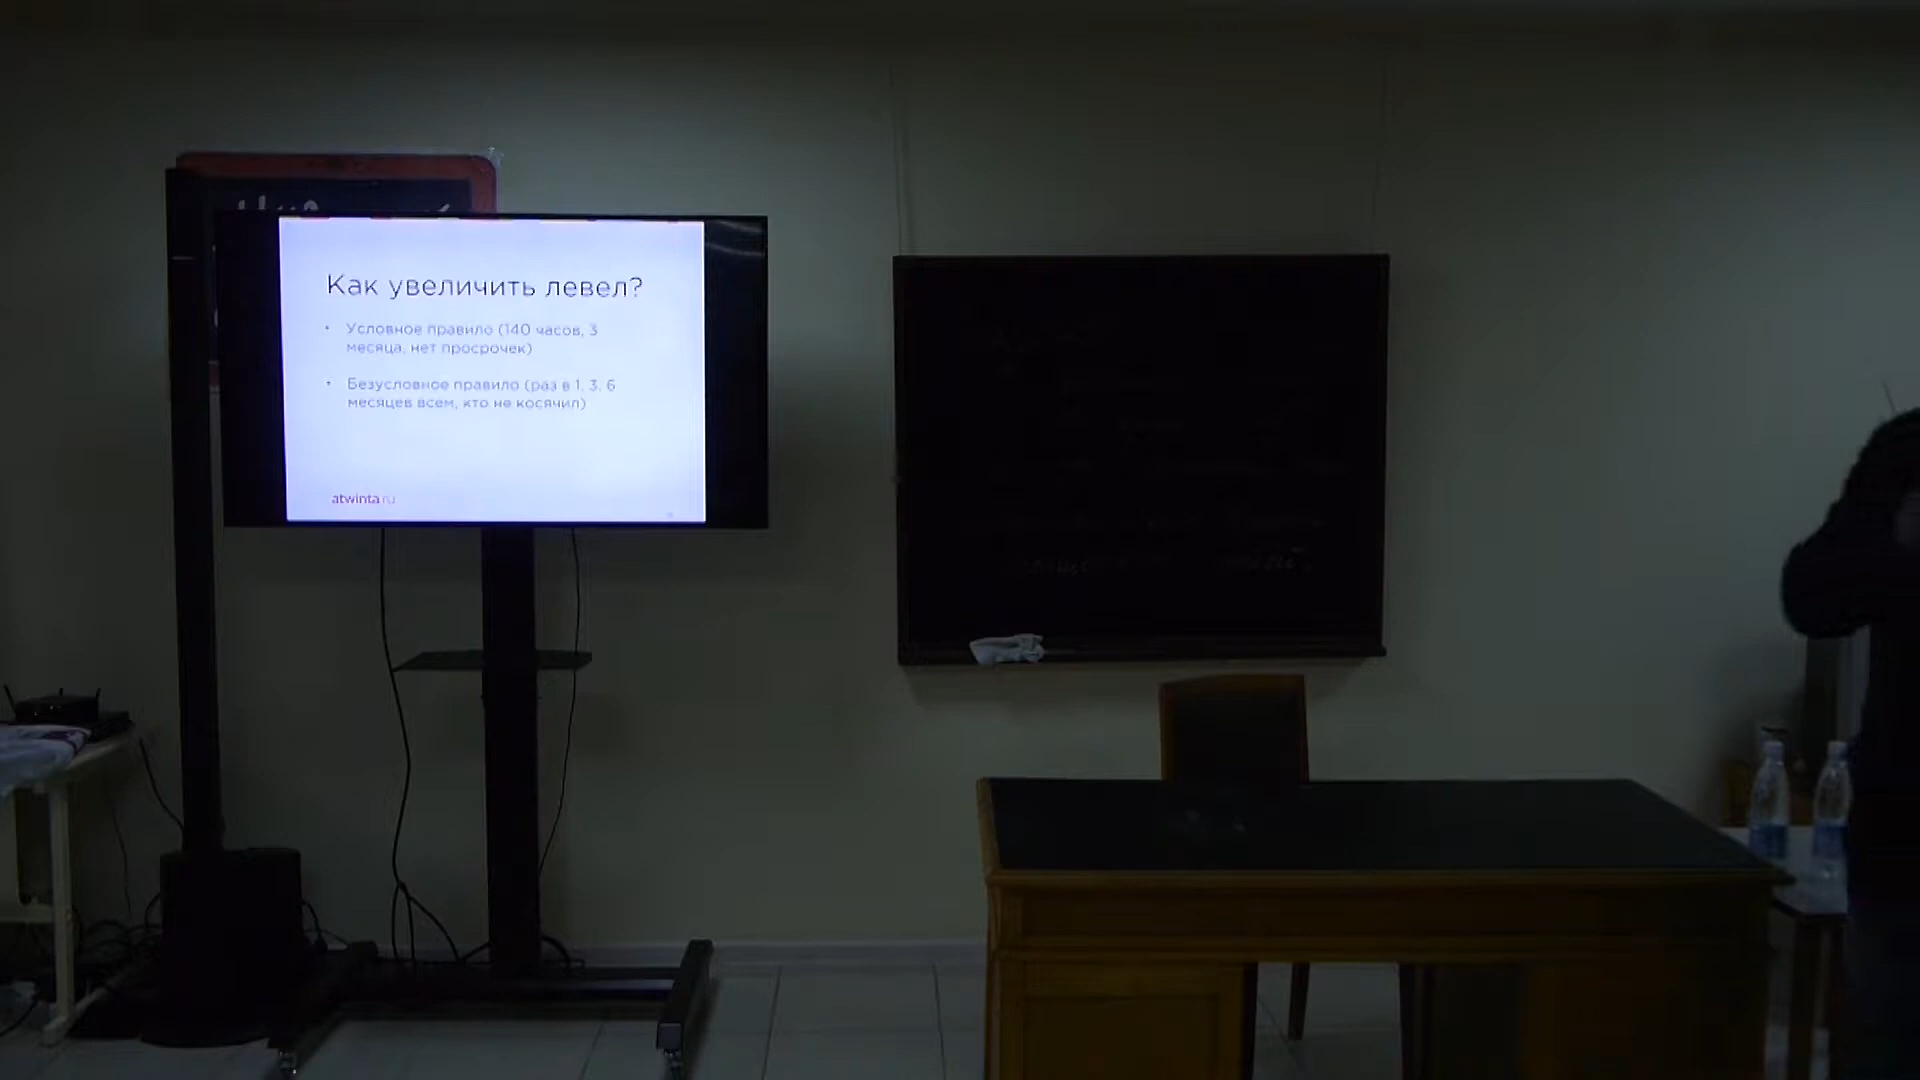 Как увеличить левел?
• Условное правило (140 часов, 3
месяца, нет просрочек)
• Безусловное правило (раз в 1, 3, 6
месяцев всем, кто не косячил)
atwinta.ru